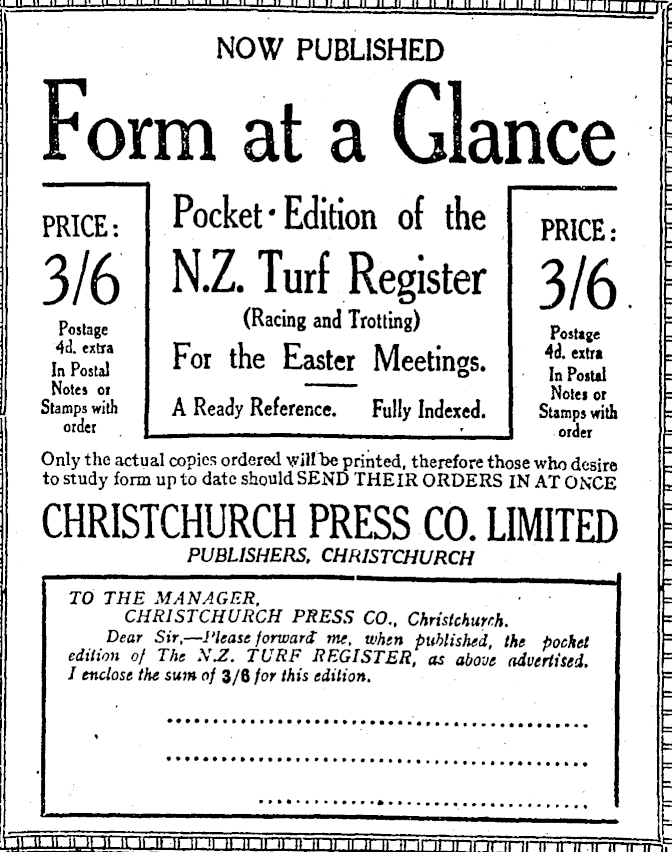 NOW PUBLISHED
Form at a Glance
PRICE:
3/6
Postage
4d. extra
In Postal
Notes or
Stamps with
order
Pocket Edition of the
N.Z. Turf Register
(Racing and Trotting)
For the Easter Meetings.
A Ready Reference. Fully Indexed.
PRICE:
3/6
Postage
4d. extra
In Postal
Notes or
Stamps with
order
Only the actual copies ordered will be printed, therefore those who desire
to study form up to date should SEND THEIR ORDERS IN AT ONCE
CHRISTCHURCH PRESS CO. LIMITED
PUBLISHERS, CHRISTCHURCH
TO THE MANAGER,
CHRISTCHURCH PRESS CO., Christchurch.
Dear Sir,—Please forward me, when published, the pocket
edition of The N.Z. TURF REGISTER, as above advertised.
I enclose the sum of 3/6 for this edition.